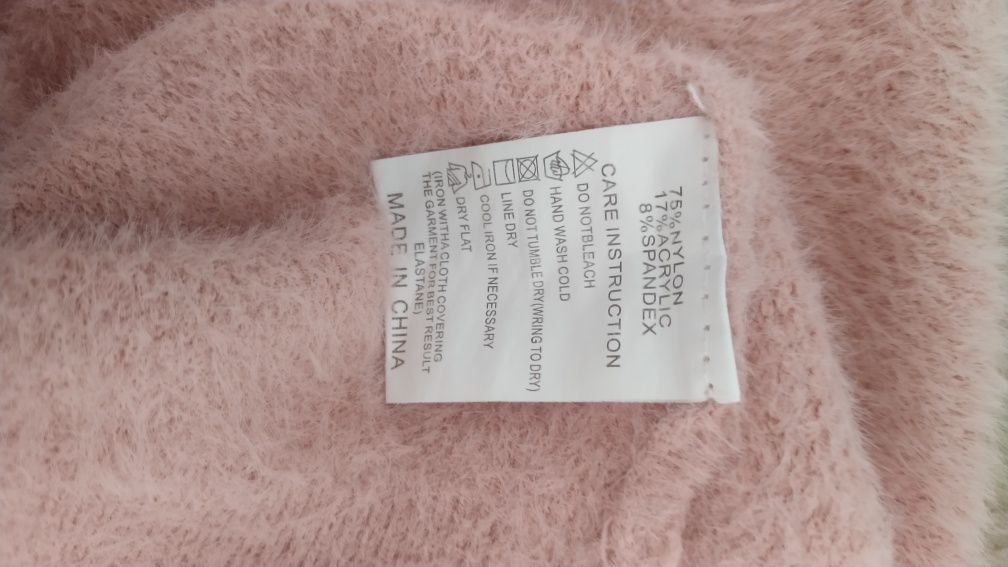 75%NYLON
17%ACRYLIC
8%SPANDEX
CARE INSTRUCTION
DO NOTBLEACH
HAND WASH COLD
DO NOT TUMBLE DRY(WRING TO DRY)
LINE DRY
COOL IRON IF NECESSARY
DRY FLAT
(IRON WITHA CLOTH COVERING
THE GARMENT FOR BEST RESULT
ELASTANE)
MADE IN CHINA